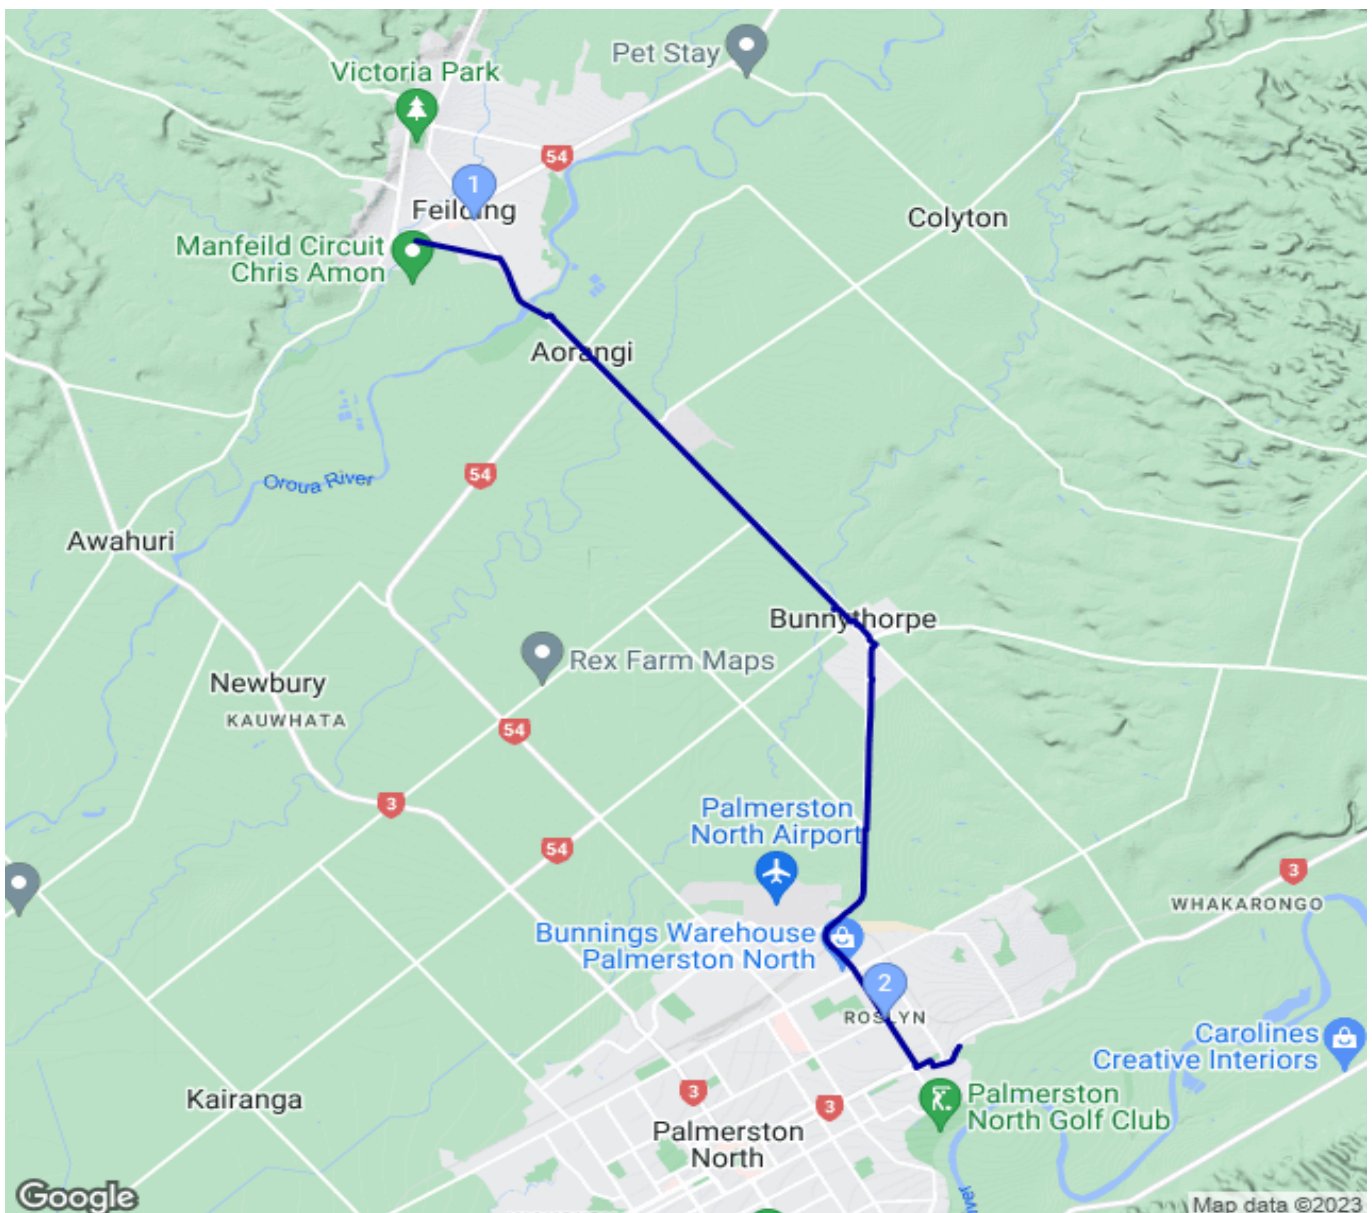 Pet Stay
Victoria Park
54
1
Feilding
Colyton
Manfeild Circuit
Chris Amon
Aorangi
54
Oroua River
Awahuri
Bunnythorpe
Rex Farm Maps
Newbury
KAUWHATA
54
3
Palmerston
North Airport
54
3
WHAKARONGO
Bunnings Warehouse
Palmerston North
2
ROSLYN
Carolines
Creative Interiors
Kairanga
3
3
Palmerston
North Golf Club
Palmerston
North
Google
Map data ©2023